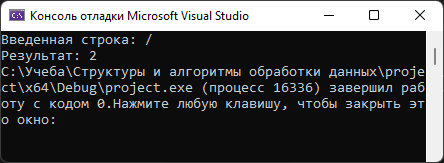 Консоль отладки Microsoft Visual Studio
Введенная строка: /
Результат: 2
C:\Учеба\Структуры и алгоритмы обработки данных\proje
ct\x64\Debug\project.exe (процесс 16336) завершил раб
оту с кодом 0.Нажмите любую клавишу, чтобы закрыть эт
о окно: